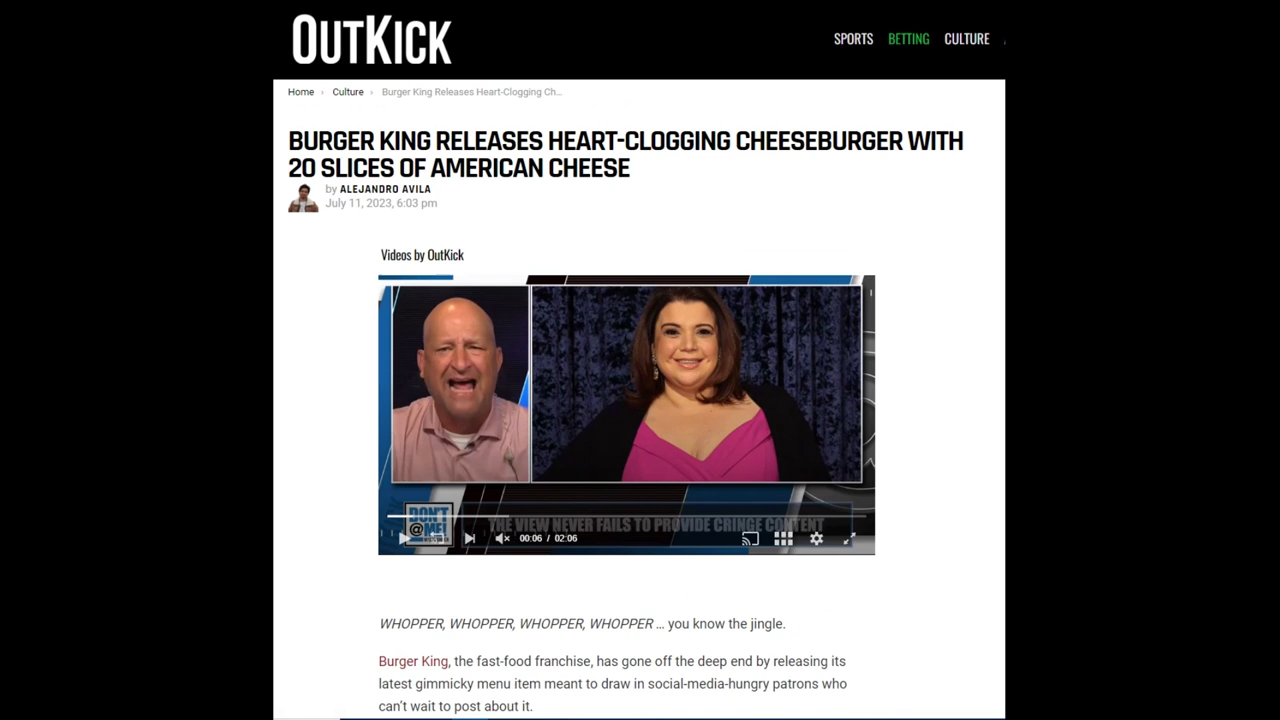 OUTKICK
SPORTS BETTING CULTURE
Home › Culture › Burger King Releases Heart-Clogging Ch...
BURGER KING RELEASES HEART-CLOGGING CHEESEBURGER WITH
20 SLICES OF AMERICAN CHEESE
by ALEJANDRO AVILA
July 11, 2023, 6:03 pm
Videos by OutKick
DON'T
@ME!
THE VIEW NEVER FAILS TO PROVIDE CRINGE CONTENT
00:06 / 02:06
WHOPPER, WHOPPER, WHOPPER, WHOPPER ... you know the jingle.
Burger King, the fast-food franchise, has gone off the deep end by releasing its
latest gimmicky menu item meant to draw in social-media-hungry patrons who
can't wait to post about it.